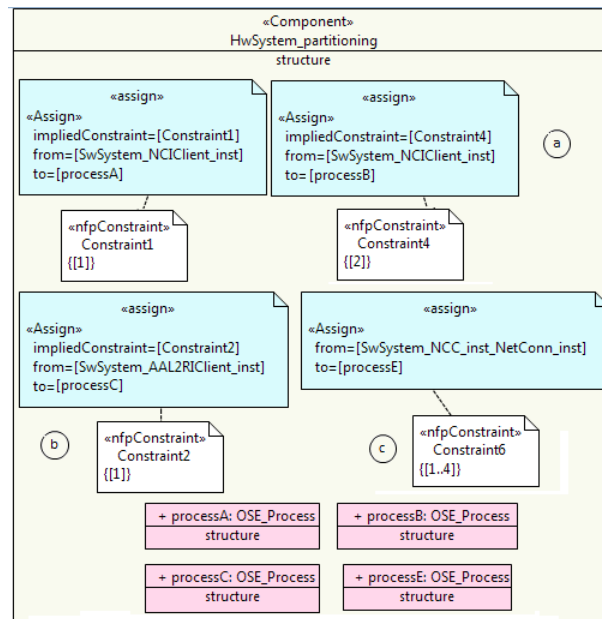 «Component»
HwSystem_partitioning
structure
«assign»
«Assign»
impliedConstraint=[Constraint1]
from=[SwSystem_NCIClient_inst]
to=[processA]
«assign»
«Assign»
impliedConstraint=[Constraint4]
from=[SwSystem_NCIClient_inst]
to=[processB]
a
«nfpConstraint»
Constraint1
{[1]}
«nfpConstraint»
Constraint4
{[2]}
«assign»
«Assign»
impliedConstraint=[Constraint2]
from=[SwSystem_AAL2RIClient_inst]
to=[processC]
«assign»
«Assign»
from=[SwSystem_NCC_inst_NetConn_inst]
to=[processE]
b
«nfpConstraint»
Constraint2
{[1]}
c
«nfpConstraint»
Constraint6
{[1..4]}
+ processA: OSE_Process
structure
+ processB: OSE_Process
structure
+ processC: OSE_Process
structure
+ processE: OSE_Process
structure